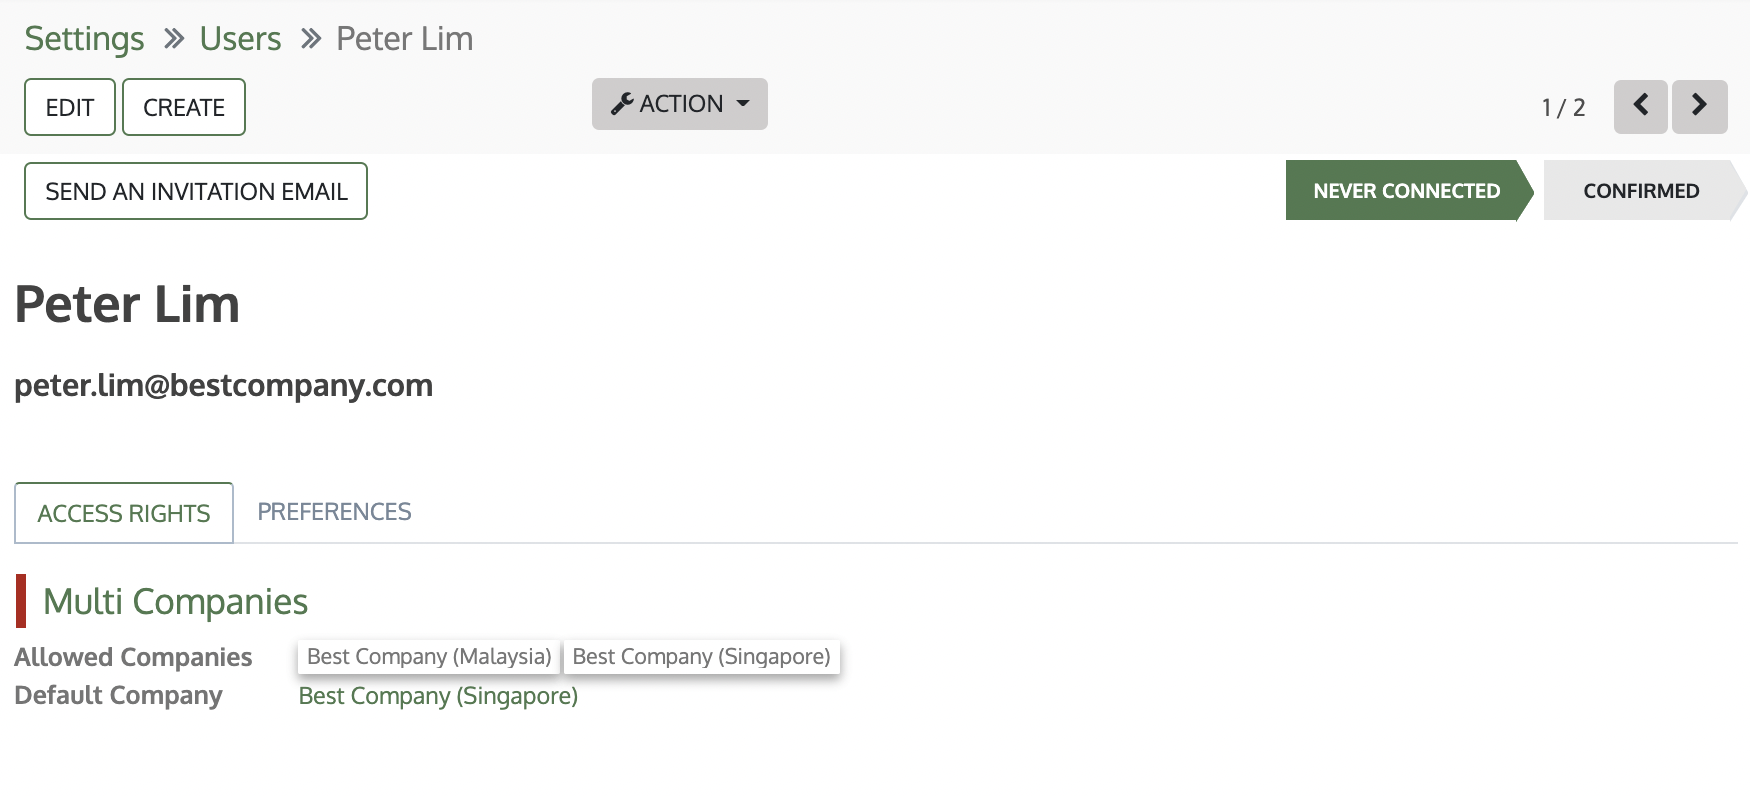 Settings » Users » Peter Lim
EDIT CREATE ACTION 1 / 2
SEND AN INVITATION EMAIL NEVER CONNECTED CONFIRMED
Peter Lim
peter.lim@bestcompany.com
ACCESS RIGHTS PREFERENCES
Multi Companies
Allowed Companies Best Company (Malaysia) Best Company (Singapore)
Default Company Best Company (Singapore)